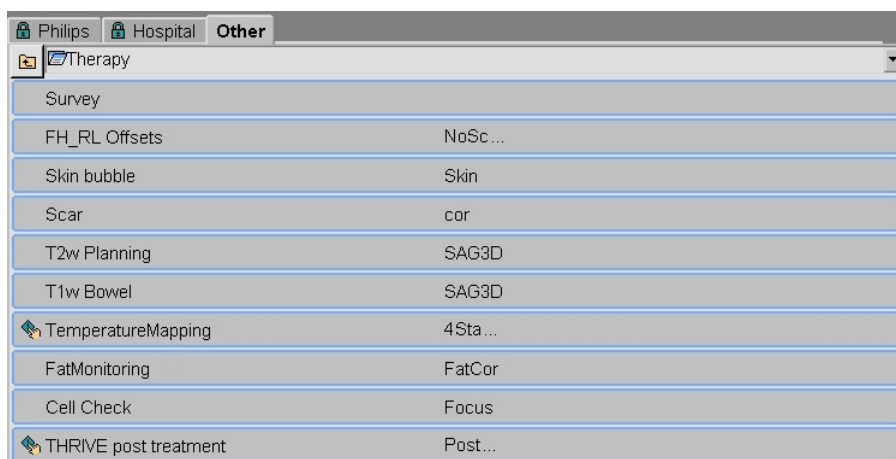 Philips Hospital Other
Therapy
Survey
FH_RL Offsets NoSc...
Skin bubble Skin
Scar cor
T2w Planning SAG3D
T1w Bowel SAG3D
TemperatureMapping 4Sta...
FatMonitoring FatCor
Cell Check Focus
THRIVE post treatment Post...